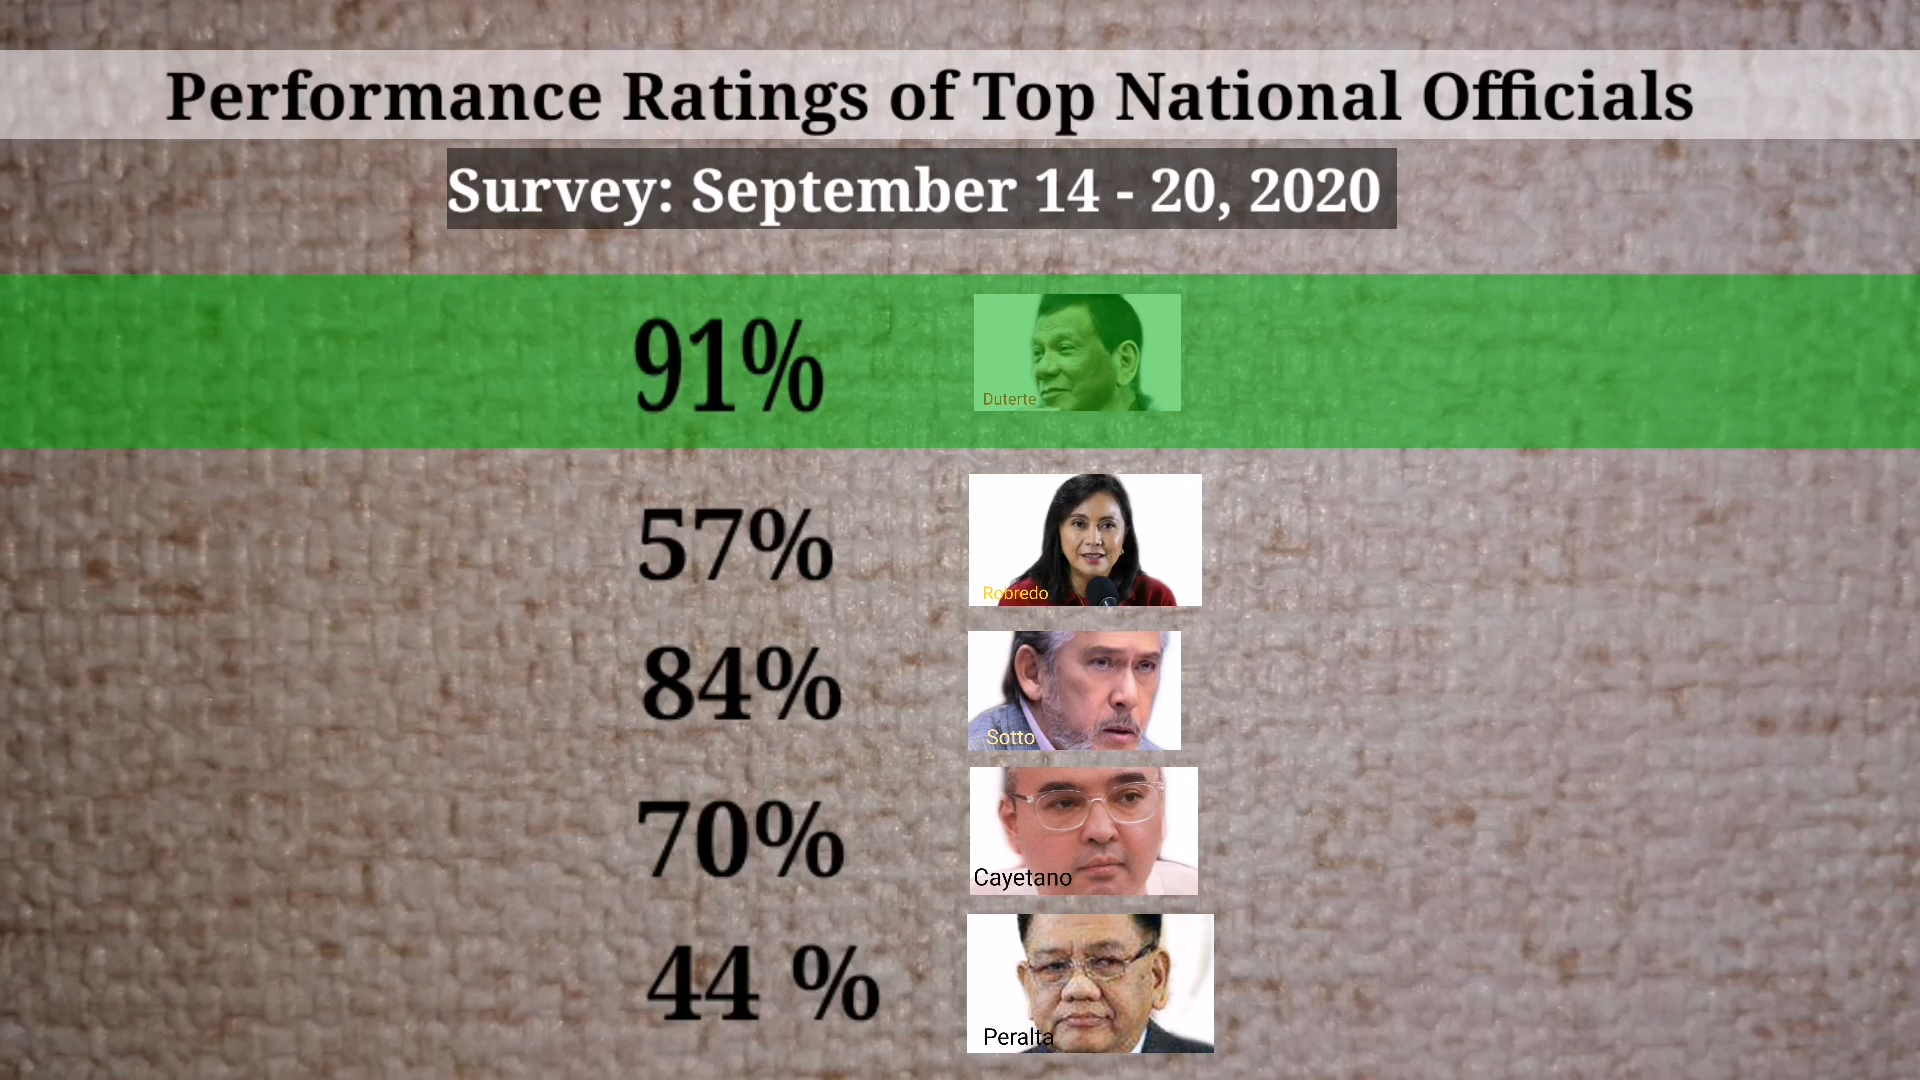 Performance Ratings of Top National Officials
Survey: September 14 - 20, 2020
91%
Duterte
57%
Robredo
84%
Sotto
70%
Cayetano
44 %
Peralta